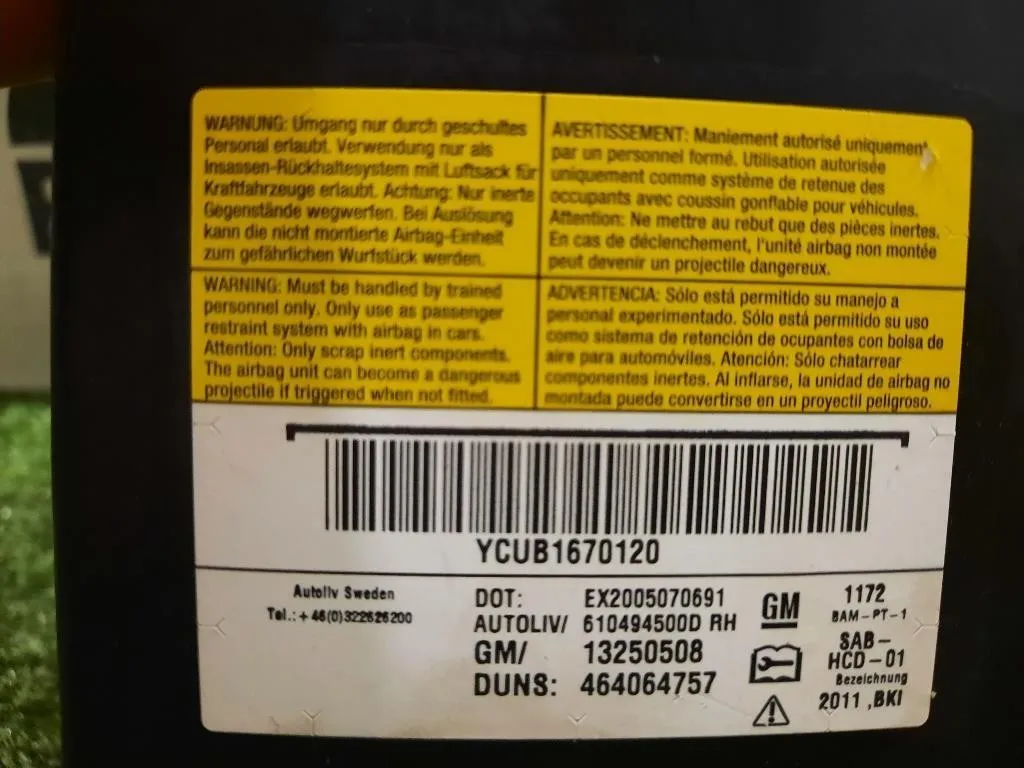 WARNUNG: Umgang nur durch geschultes
Personal erlaubt. Verwendung nur als
Insassen-Rückhaltesystem mit Luftsack für
Kraftfahrzeuge erlaubt. Achtung: Nur inerte
Gegenstände wegwerfen. Bei Auslösung
kann die nicht montierte Airbag-Einheit
zum gefährlichen Wurfstück werden.
AVERTISSEMENT: Maniement autorisé uniquement
par un personnel formé. Utilisation autorisée
uniquement comme système de retenue des
occupants avec coussin gonflable pour véhicules.
Attention: Ne mettre au rebut que des pièces inertes.
En cas de déclenchement, l'unité airbag non montée
peut devenir un projectile dangereux.
WARNING: Must be handled by trained
personnel only. Only use as passenger
restraint system with airbag in cars.
Attention: Only scrap inert components.
The airbag unit can become a dangerous
projectile if triggered when not fitted.
ADVERTENCIA: Sólo está permitido su manejo a
personal experimentado. Sólo está permitido su uso
como sistema de retención de ocupantes con bolsa de
aire para automóviles. Atención: Sólo chatarrear
componentes inertes. Al inflarse, la unidad de airbag no
montada puede convertirse en un proyectil peligroso.
YCUB1670120
Autoliv Sweden
Tel.: +46(0)322626200
DOT: EX2005070691
AUTOLIV/ 610494500D RH
GM/ 13250508
DUNS: 464064757
GM
1172
BAM-PT-1
SAB-
HCD-01
Bezeichnung
2011 ,BKI